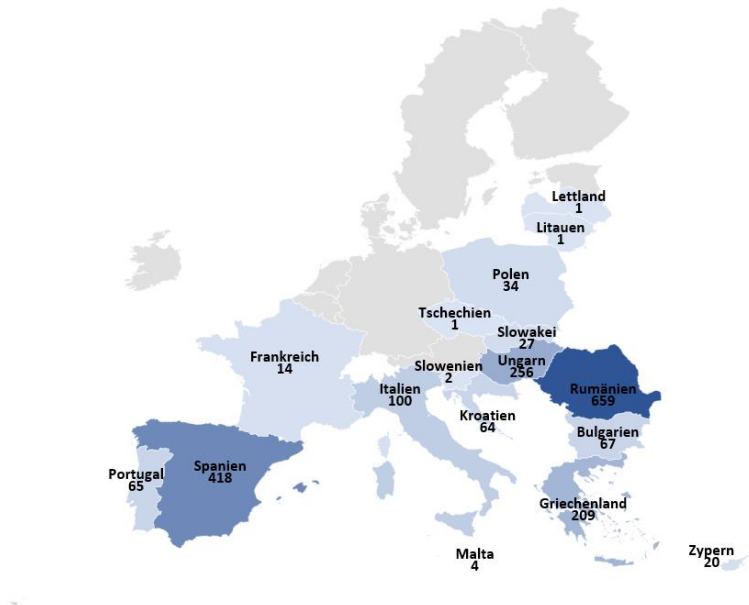 Lettland
1
Litauen
1
Polen
34
Tschechien
1
Slowakei
27
Frankreich
14
Slowenien
2
Ungarn
256
Italien
100
Rumänien
659
Kroatien
64
Bulgarien
67
Portugal
65
Spanien
418
Griechenland
209
Malta
4
Zypern
20